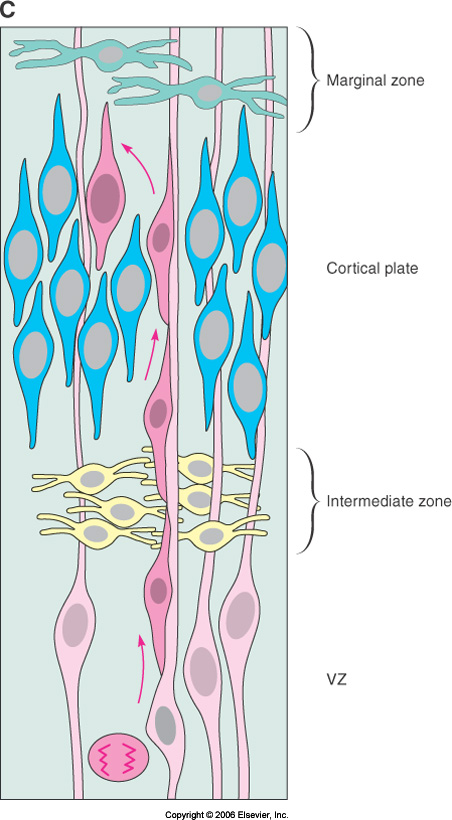 C
Marginal zone
Cortical plate
Intermediate zone
VZ
Copyright © 2006 Elsevier, Inc.